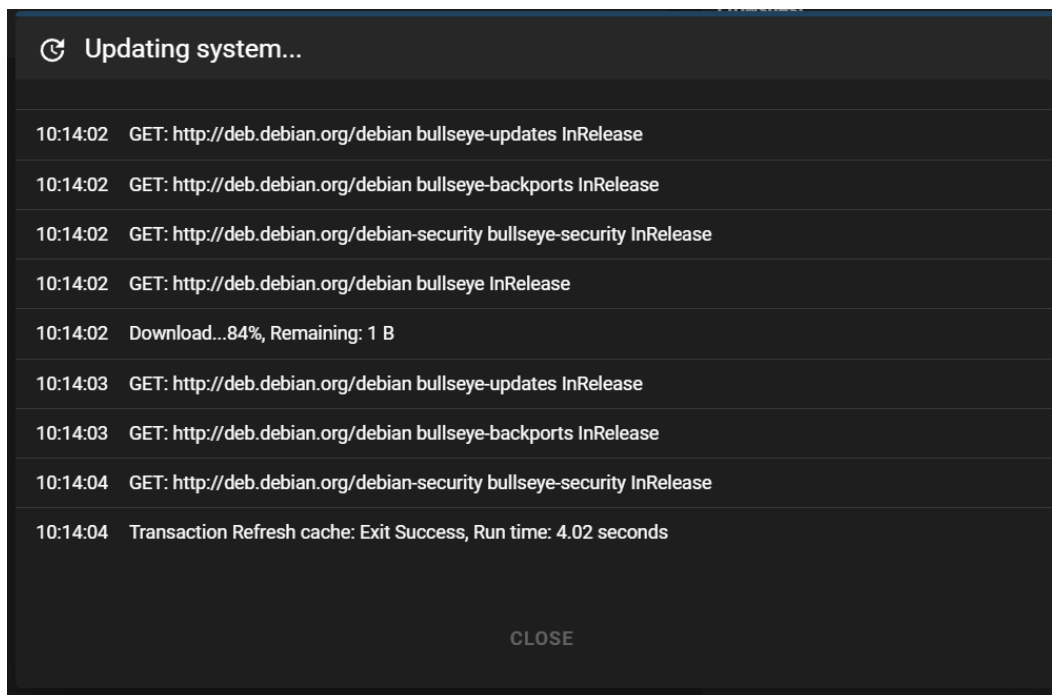 Updating system...
10:14:02 GET: http://deb.debian.org/debian bullseye-updates InRelease
10:14:02 GET: http://deb.debian.org/debian bullseye-backports InRelease
10:14:02 GET: http://deb.debian.org/debian-security bullseye-security InRelease
10:14:02 GET: http://deb.debian.org/debian bullseye InRelease
10:14:02 Download...84%, Remaining: 1 B
10:14:03 GET: http://deb.debian.org/debian bullseye-updates InRelease
10:14:03 GET: http://deb.debian.org/debian bullseye-backports InRelease
10:14:04 GET: http://deb.debian.org/debian-security bullseye-security InRelease
10:14:04 Transaction Refresh cache: Exit Success, Run time: 4.02 seconds
CLOSE